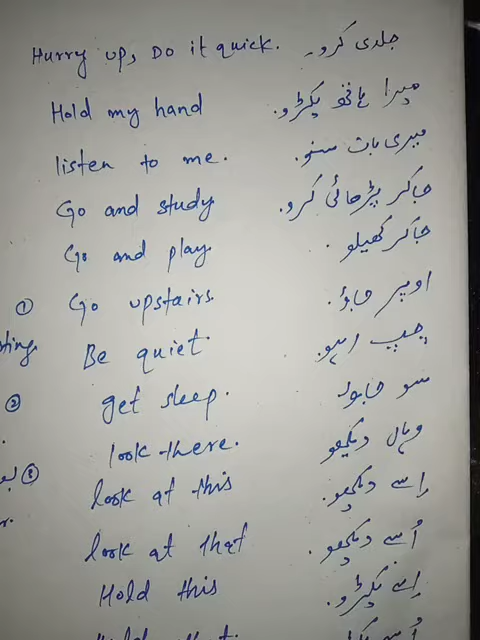 Hurry up, Do it quick. جلدی کرو۔
Hold my hand میرا ہاتھ پکڑو.
listen to me. میری بات سنو.
Go and study. جاکر پڑھائی کرو.
Go and play. جاکر کھیلو.
① Go upstairs. اوپر جاؤ.
Be quiet. چپ رہو.
② get sleep. سو جاؤ
look there. وہاں دیکھو
③ look at this اِسے دیکھو.
look at that اُسے دیکھو.
Hold this اِسے پکڑو.